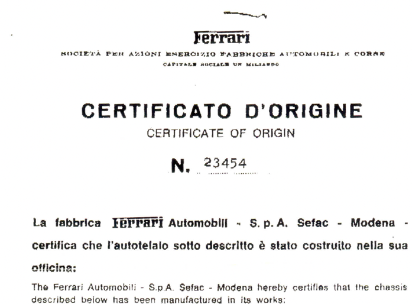 Ferrari
SOCIETÀ PER AZIONI ESERCIZIO FABBRICHE AUTOMOBILI E CORSE
CAPITALE SOCIALE UN MILIARDO
CERTIFICATO D'ORIGINE
CERTIFICATE OF ORIGIN
N. 23454
La fabbrica Ferrari Automobili - S.p.A. Sefac - Modena -
certifica che l'autotelaio sotto descritto è stato costruito nella sua
officina:
The Ferrari Automobili - S.p.A. Sefac - Modena hereby certifies that the chassis
described below has been manufactured in its works: